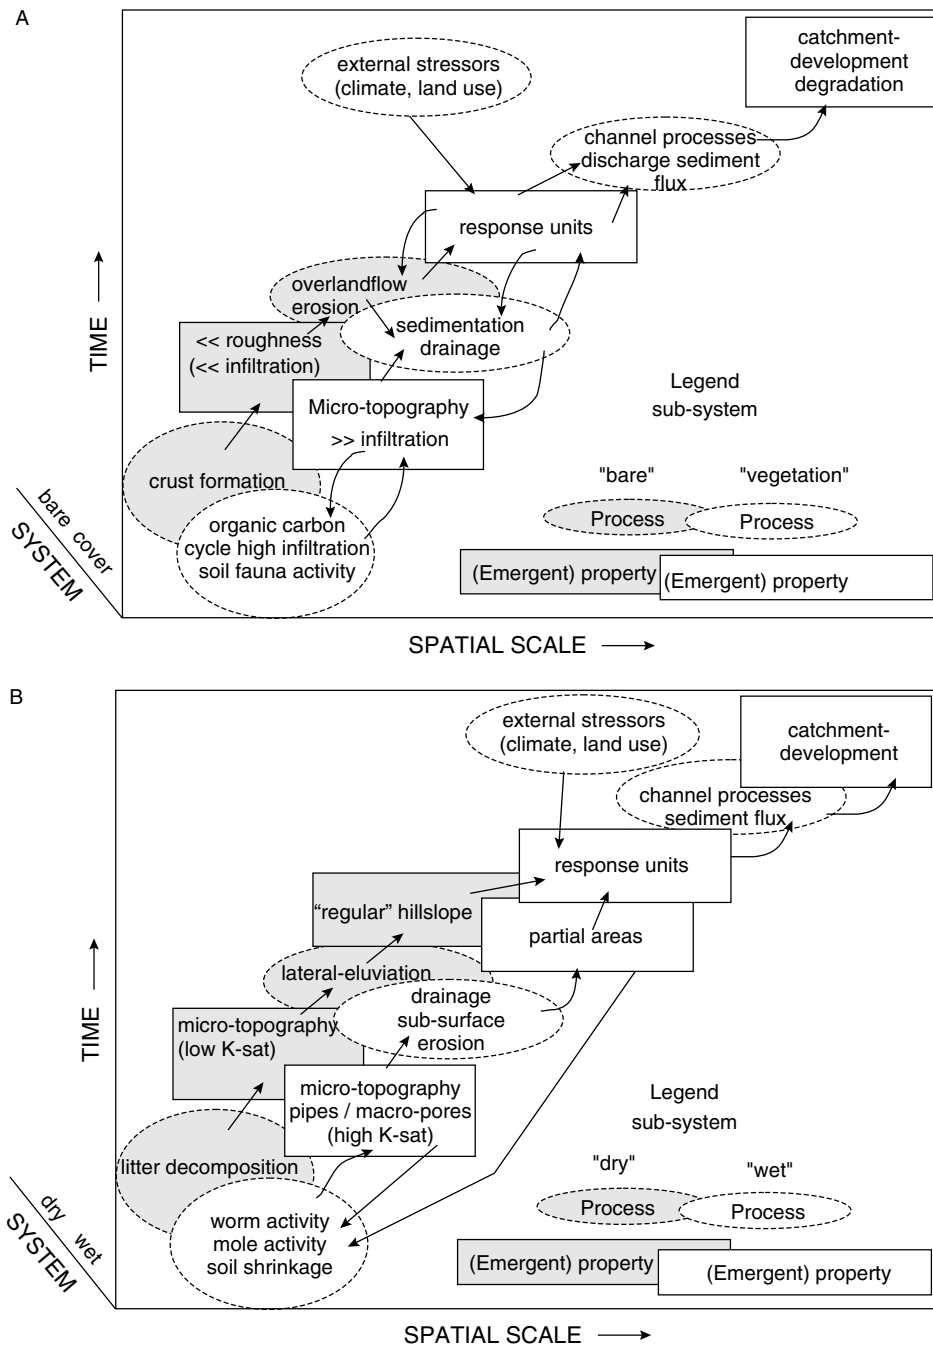 A
external stressors
(climate, land use)
catchment-
development
degradation
channel processes
discharge sediment
flux
response units
overlandflow
erosion
sedimentation
drainage
<< roughness
(<< infiltration)
Micro-topography
>> infiltration
crust formation
organic carbon
cycle high infiltration
soil fauna activity
TIME
bare cover
SYSTEM
SPATIAL SCALE
Legend
sub-system
"bare" "vegetation"
Process Process
(Emergent) property (Emergent) property
B
external stressors
(climate, land use)
catchment-
development
channel processes
sediment flux
response units
“regular” hillslope
partial areas
lateral-eluviation
drainage
sub-surface
erosion
micro-topography
(low K-sat)
micro-topography
pipes / macro-pores
(high K-sat)
litter decomposition
worm activity
mole activity
soil shrinkage
TIME
dry wet
SYSTEM
SPATIAL SCALE
Legend
sub-system
"dry" "wet"
Process Process
(Emergent) property (Emergent) property